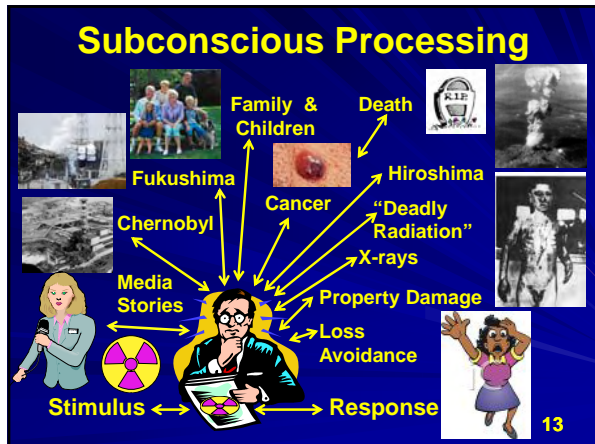 Subconscious Processing
Family &
Children
Death
R.I.P
Fukushima
Cancer
Hiroshima
Chernobyl
“Deadly
Radiation”
X-rays
Media
Stories
Property Damage
Loss
Avoidance
Stimulus
Response
13